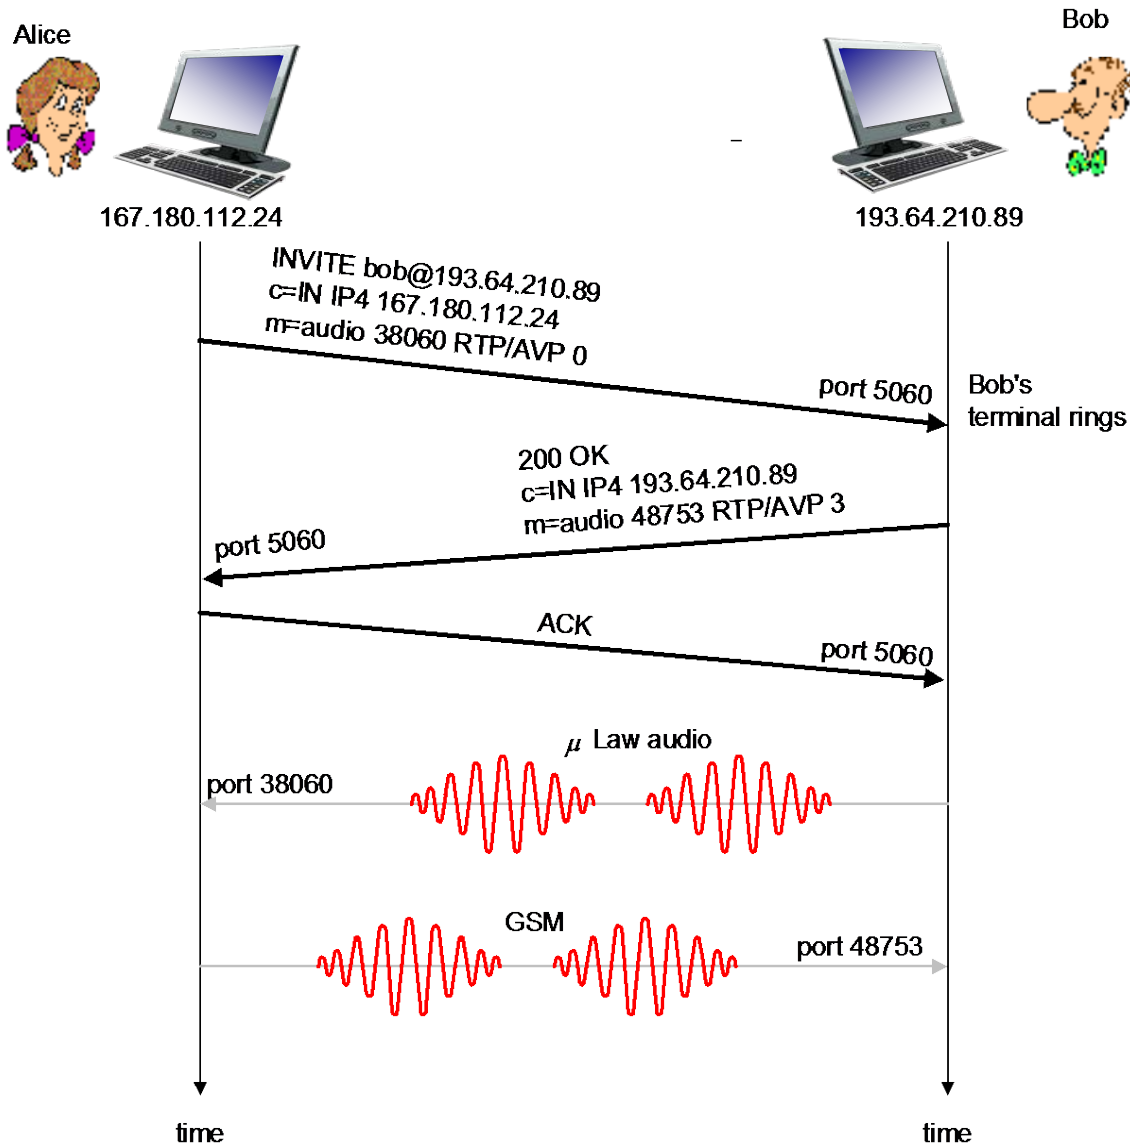 Alice
Bob
167.180.112.24
193.64.210.89
INVITE bob@193.64.210.89
c=IN IP4 167.180.112.24
m=audio 38060 RTP/AVP 0
port 5060
Bob's
terminal rings
200 OK
c=IN IP4 193.64.210.89
m=audio 48753 RTP/AVP 3
port 5060
ACK
port 5060
μ Law audio
port 38060
GSM
port 48753
time
time